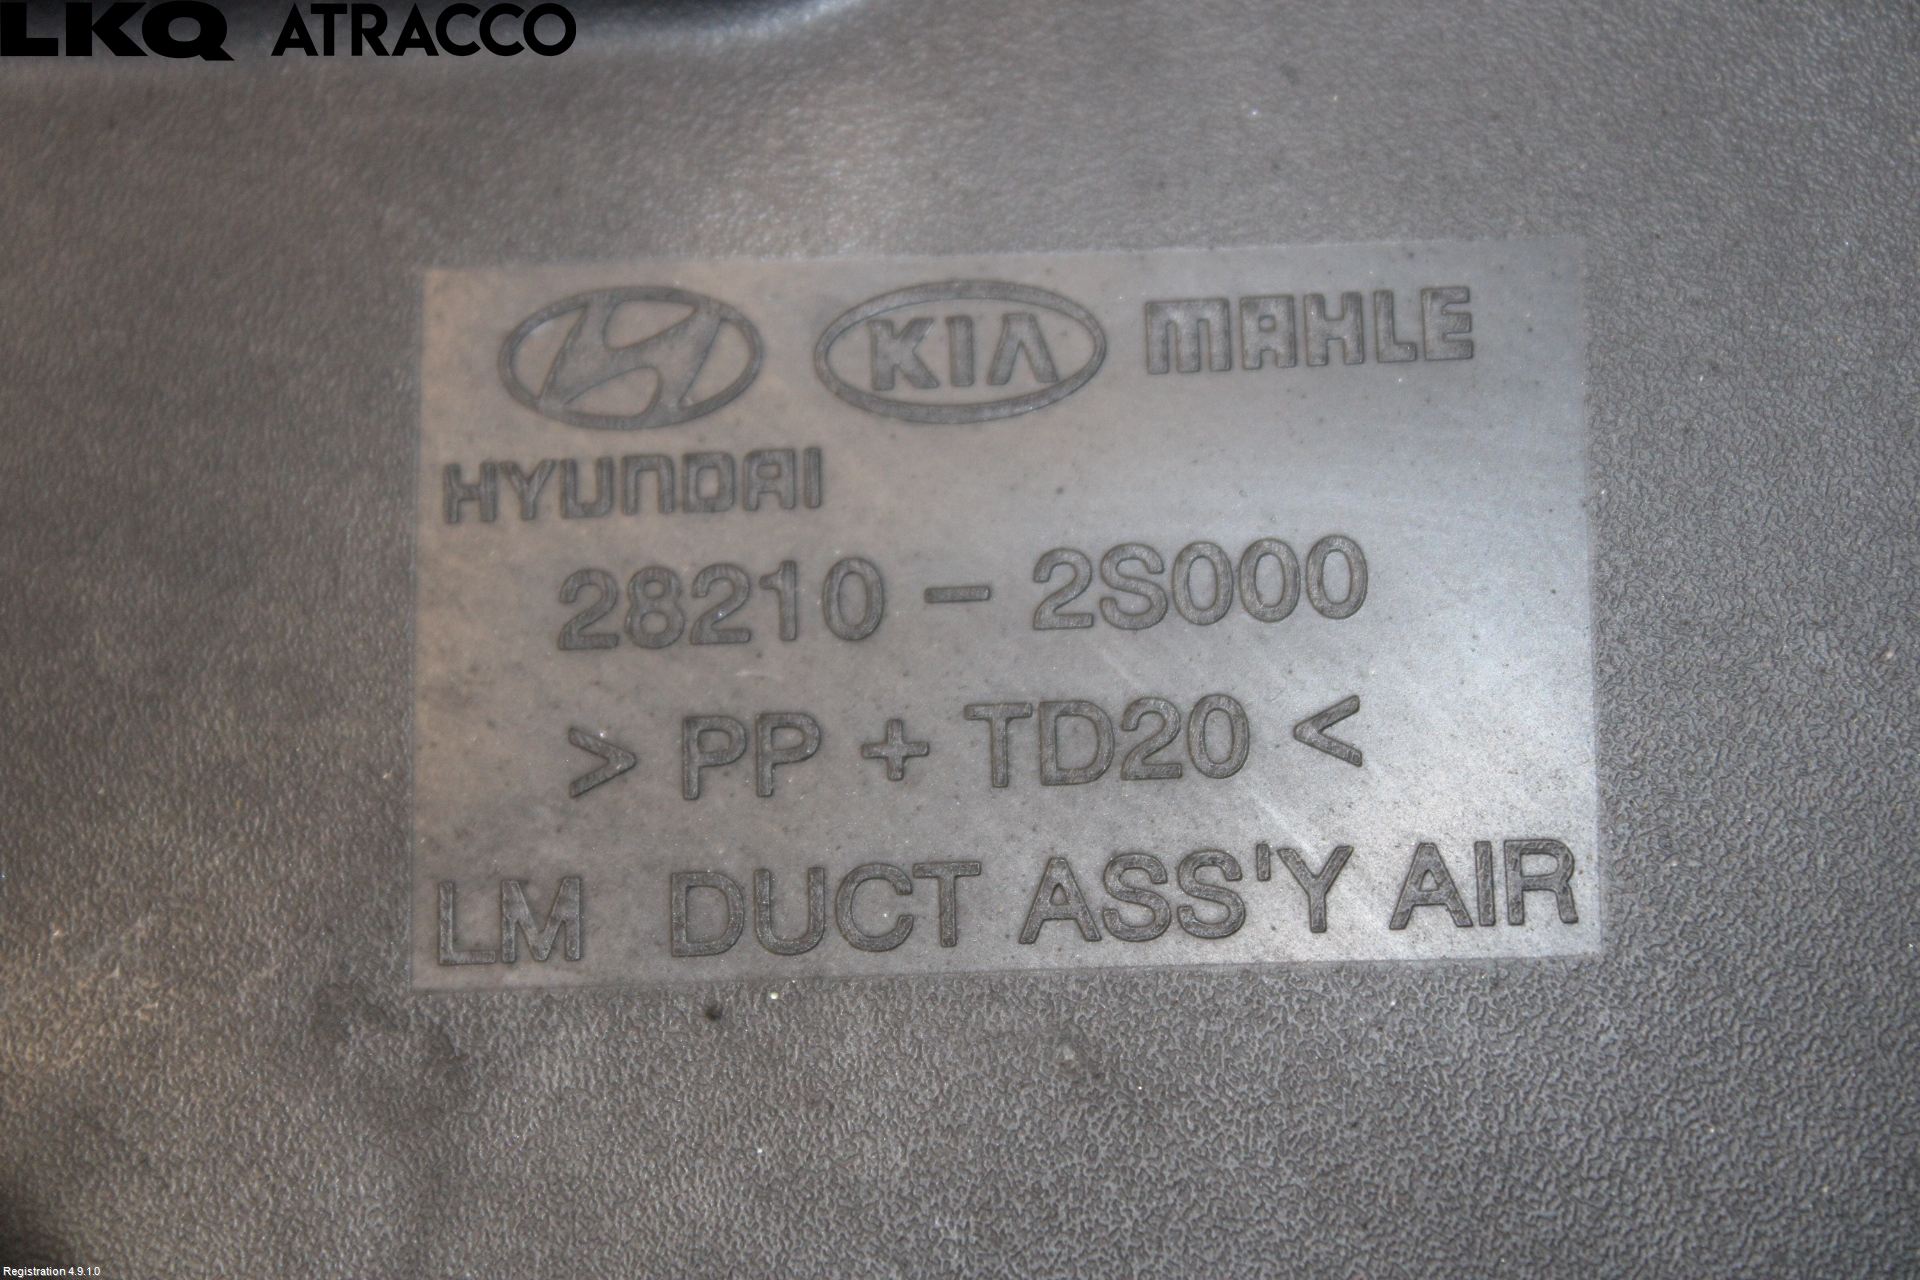 LKQ ATRACCO
KIA MAHLE
HYUNDAI
28210 - 2S000
> PP + TD20 <
LM DUCT ASS'Y AIR
Registration 4.9.1.0